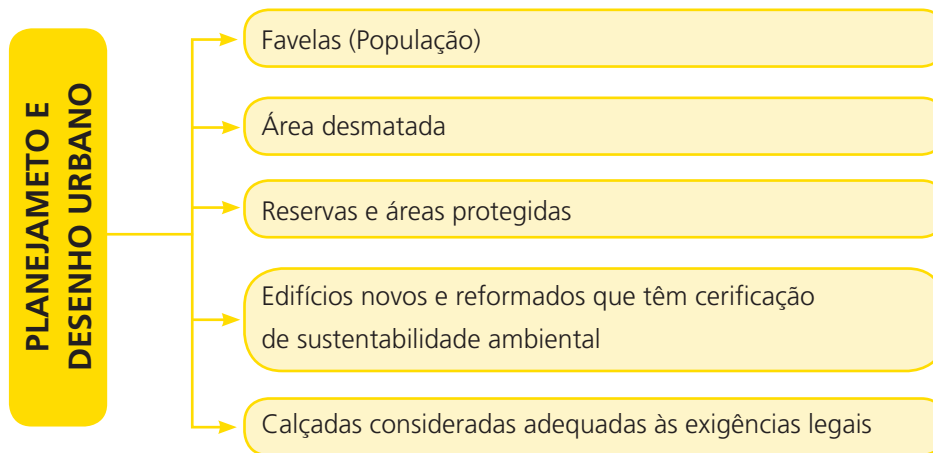 PLANEJAMETO E
DESENHO URBANO
Favelas (População)
Área desmatada
Reservas e áreas protegidas
Edifícios novos e reformados que têm cerificação
de sustentabilidade ambiental
Calçadas consideradas adequadas às exigências legais